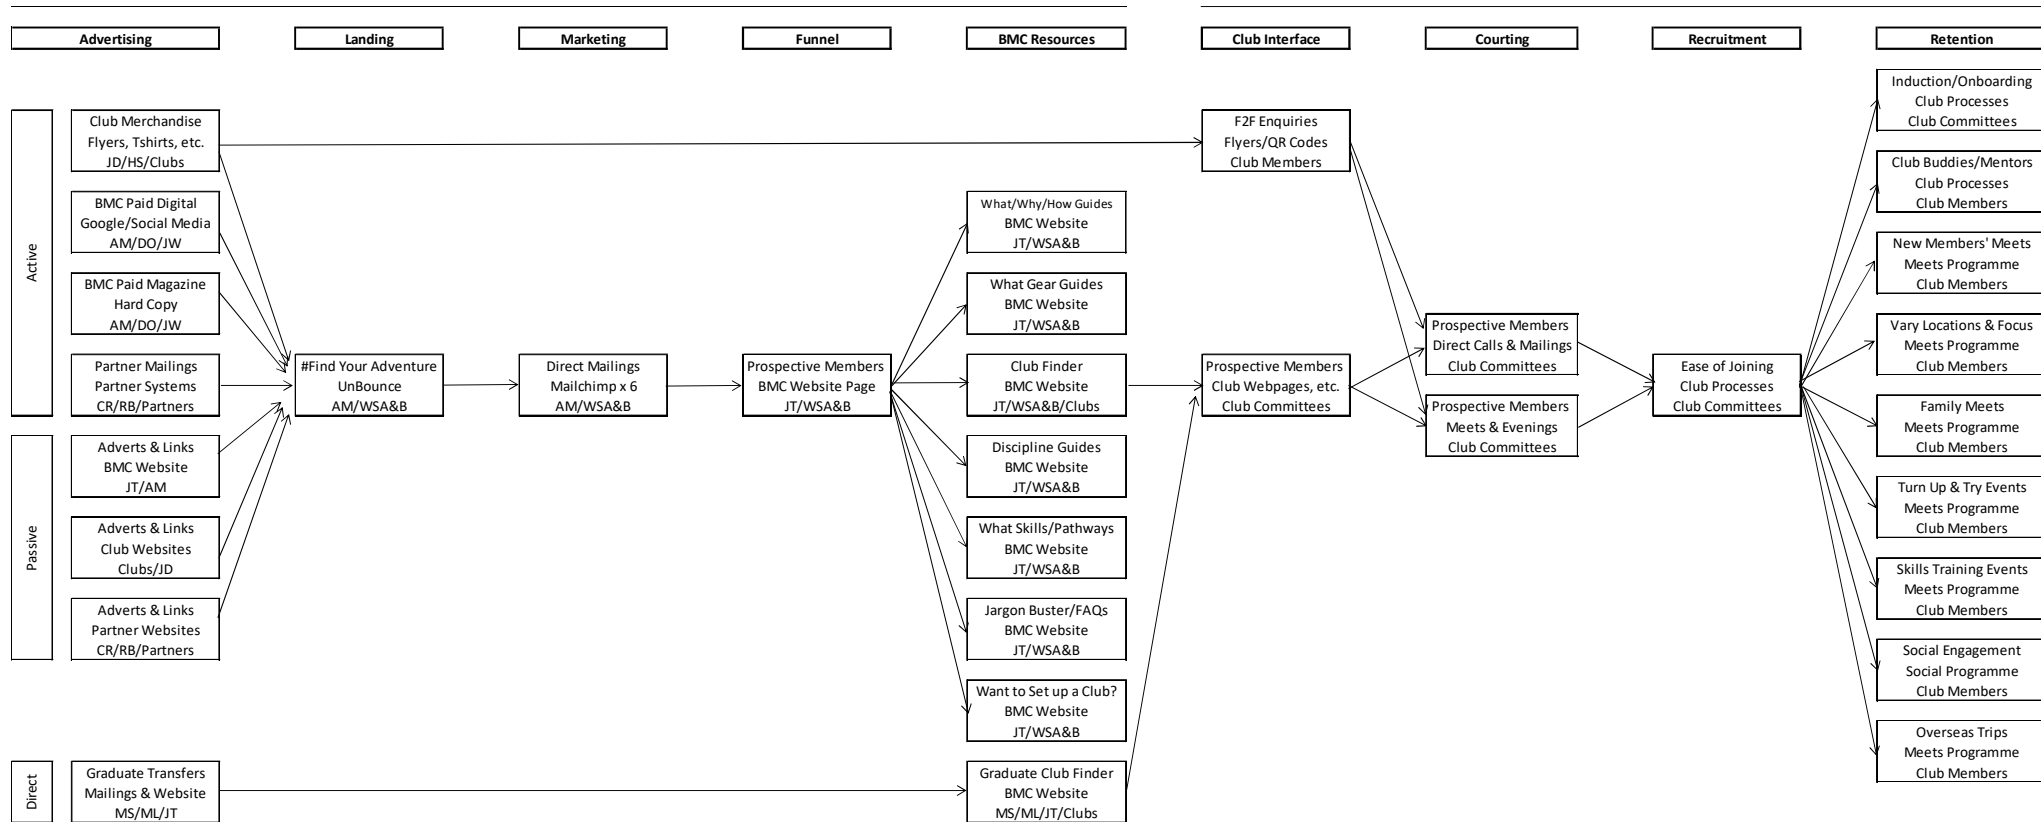 Advertising
Landing
Marketing
Funnel
BMC Resources
Club Interface
Courting
Recruitment
Retention
Active
Passive
Direct
Club Merchandise
Flyers, Tshirts, etc.
JD/HS/Clubs
BMC Paid Digital
Google/Social Media
AM/DO/JW
BMC Paid Magazine
Hard Copy
AM/DO/JW
Partner Mailings
Partner Systems
CR/RB/Partners
Adverts & Links
BMC Website
JT/AM
Adverts & Links
Club Websites
Clubs/JD
Adverts & Links
Partner Websites
CR/RB/Partners
Graduate Transfers
Mailings & Website
MS/ML/JT
#Find Your Adventure
UnBounce
AM/WSA&B
Direct Mailings
Mailchimp x 6
AM/WSA&B
Prospective Members
BMC Website Page
JT/WSA&B
What/Why/How Guides
BMC Website
JT/WSA&B
What Gear Guides
BMC Website
JT/WSA&B
Club Finder
BMC Website
JT/WSA&B/Clubs
Discipline Guides
BMC Website
JT/WSA&B
What Skills/Pathways
BMC Website
JT/WSA&B
Jargon Buster/FAQs
BMC Website
JT/WSA&B
Want to Set up a Club?
BMC Website
JT/WSA&B
Graduate Club Finder
BMC Website
MS/ML/JT/Clubs
F2F Enquiries
Flyers/QR Codes
Club Members
Prospective Members
Club Webpages, etc.
Club Committees
Prospective Members
Direct Calls & Mailings
Club Committees
Prospective Members
Meets & Evenings
Club Committees
Ease of Joining
Club Processes
Club Committees
Induction/Onboarding
Club Processes
Club Committees
Club Buddies/Mentors
Club Processes
Club Members
New Members' Meets
Meets Programme
Club Members
Vary Locations & Focus
Meets Programme
Club Members
Family Meets
Meets Programme
Club Members
Turn Up & Try Events
Meets Programme
Club Members
Skills Training Events
Meets Programme
Club Members
Social Engagement
Social Programme
Club Members
Overseas Trips
Meets Programme
Club Members